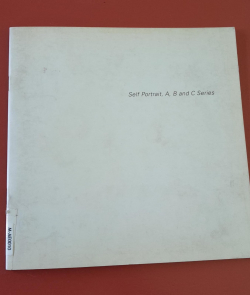 Self Portrait. A, B and C Series